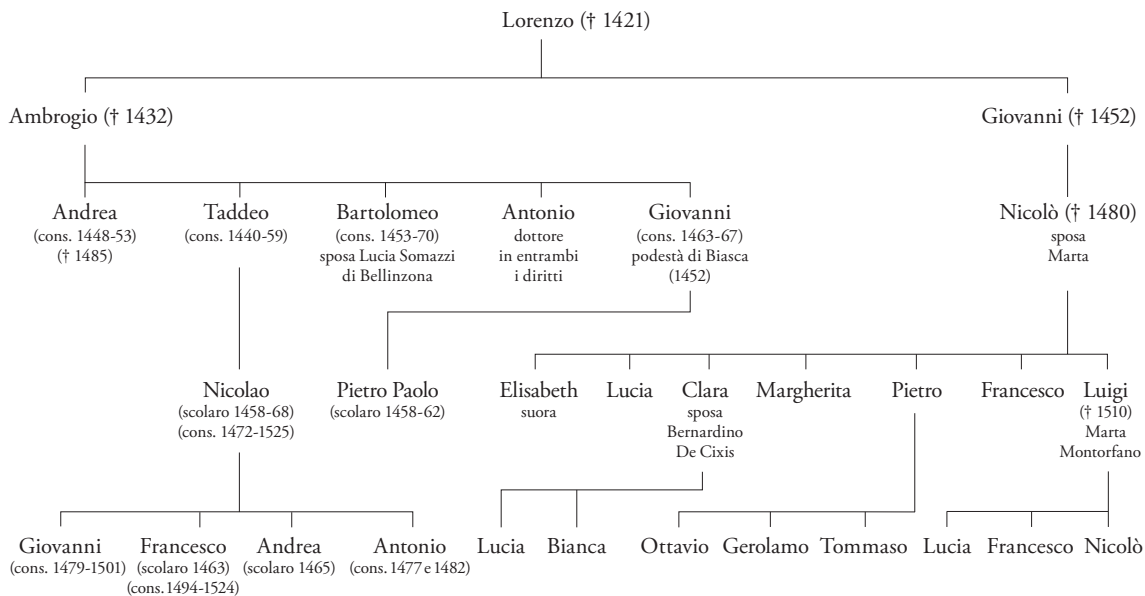 Lorenzo († 1421)
Ambrogio († 1432) Giovanni († 1452)
Andrea Taddeo Bartolomeo Antonio Giovanni Nicolò († 1480)
(cons. 1448-53) (cons. 1440-59) (cons. 1453-70) dottore (cons. 1463-67) sposa
(† 1485) sposa Lucia Somazzi in entrambi podestà di Biasca Marta
di Bellinzona i diritti (1452)
Nicolao Pietro Paolo Elisabeth Lucia Clara Margherita Pietro Francesco Luigi
(scolaro 1458-68) (scolaro 1458-62) suora sposa († 1510)
(cons. 1472-1525) Bernardino Marta
De Cixis Montorfano
Giovanni Francesco Andrea Antonio Lucia Bianca Ottavio Gerolamo Tommaso Lucia Francesco Nicolò
(cons. 1479-1501) (scolaro 1463) (scolaro 1465) (cons. 1477 e 1482)
(cons. 1494-1524)